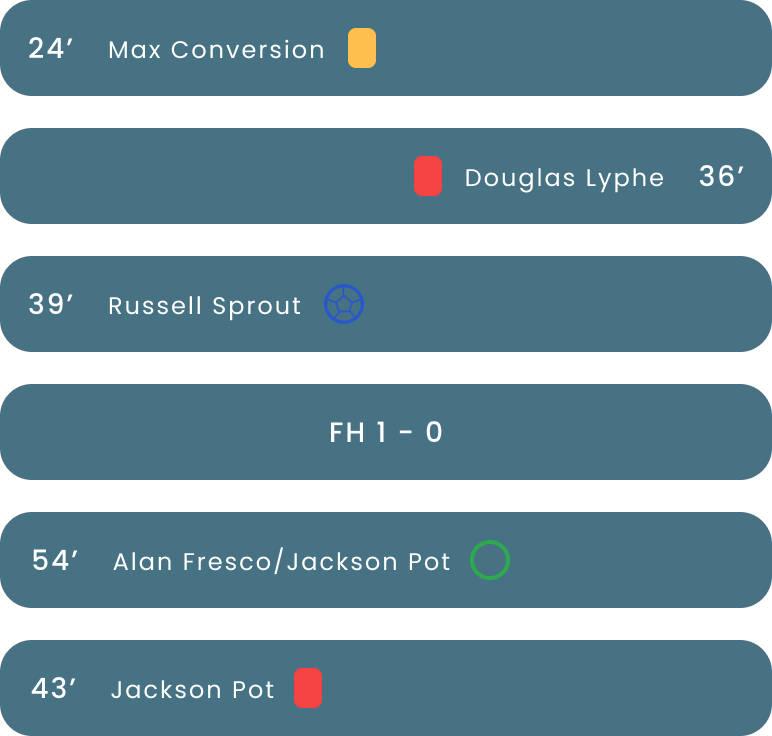 24’ Max Conversion
Douglas Lyphe 36’
39’ Russell Sprout
FH 1 - 0
54’ Alan Fresco/Jackson Pot
43’ Jackson Pot